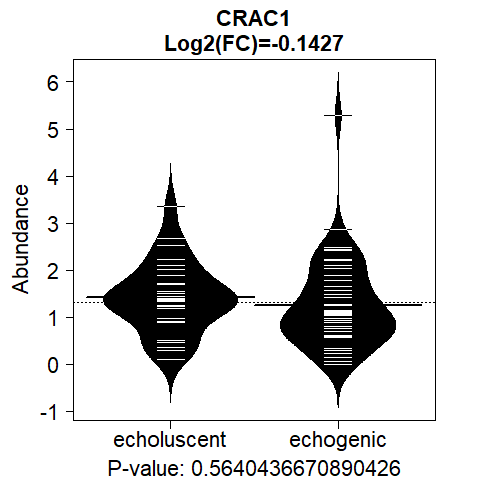 CRAC1
Log2(FC)=-0.1427
6
5
4
3
2
1
0
-1
Abundance
echoluscent echogenic
P-value: 0.5640436670890426